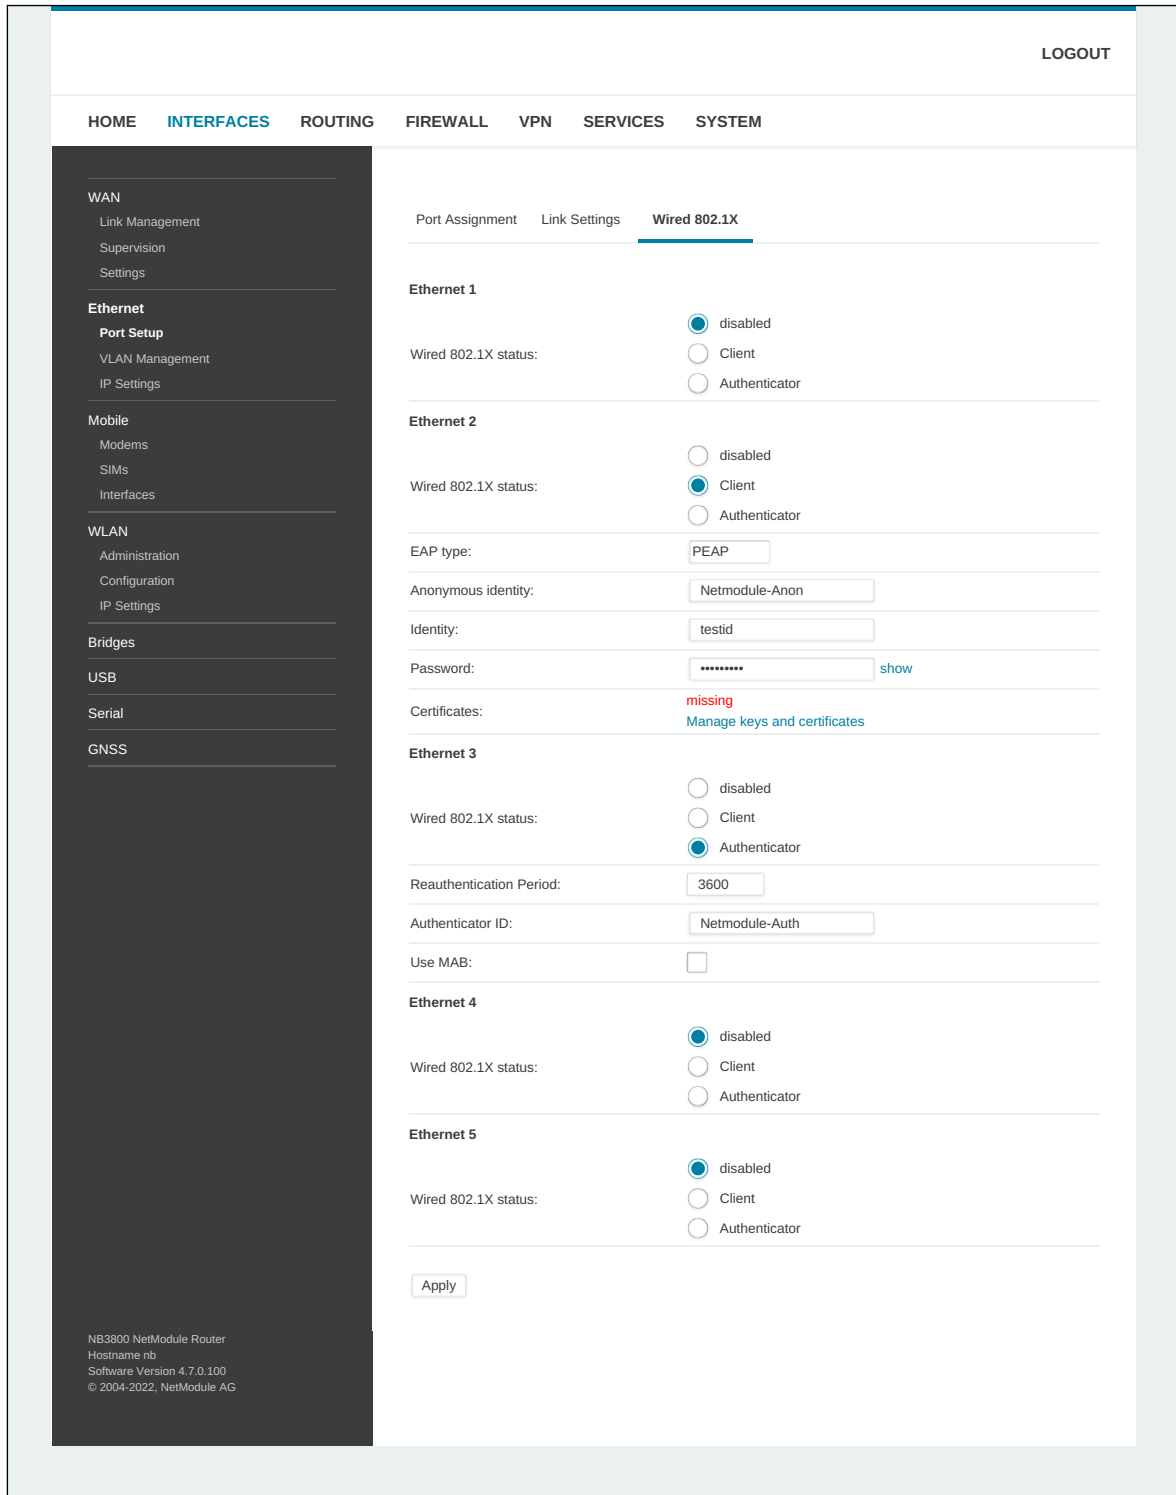 LOGOUT
HOME INTERFACES ROUTING FIREWALL VPN SERVICES SYSTEM
WAN
Link Management
Supervision
Settings
Ethernet
Port Setup
VLAN Management
IP Settings
Mobile
Modems
SIMs
Interfaces
WLAN
Administration
Configuration
IP Settings
Bridges
USB
Serial
GNSS
NB3800 NetModule Router
Hostname nb
Software Version 4.7.0.100
© 2004-2022, NetModule AG
Port Assignment Link Settings Wired 802.1X
Ethernet 1
disabled
Wired 802.1X status: Client
Authenticator
Ethernet 2
disabled
Wired 802.1X status: Client
Authenticator
EAP type: PEAP
Anonymous identity: Netmodule-Anon
Identity: testid
Password: ••••••••• show
missing
Certificates:
Manage keys and certificates
Ethernet 3
disabled
Wired 802.1X status: Client
Authenticator
Reauthentication Period: 3600
Authenticator ID: Netmodule-Auth
Use MAB:
Ethernet 4
disabled
Wired 802.1X status: Client
Authenticator
Ethernet 5
disabled
Wired 802.1X status: Client
Authenticator
Apply